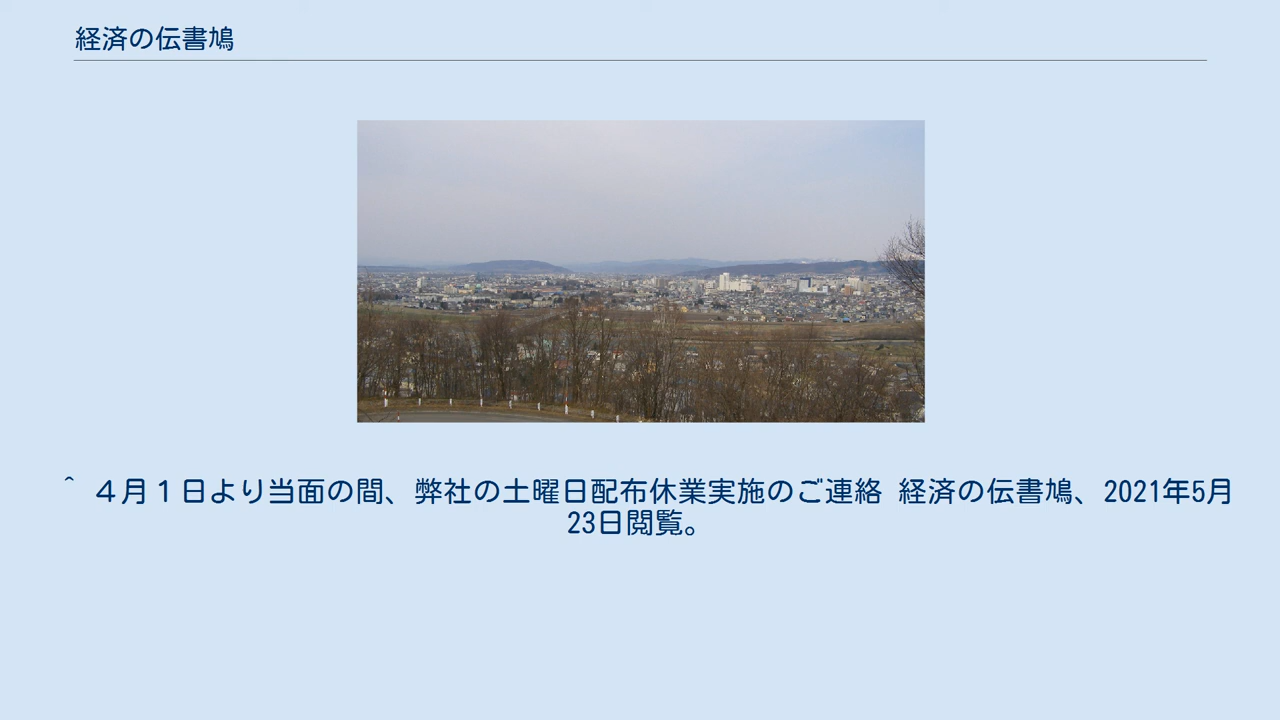 経済の伝書鳩
^ ４月１日より当面の間、弊社の土曜日配布休業実施のご連絡 経済の伝書鳩、2021年5月
23日閲覧。